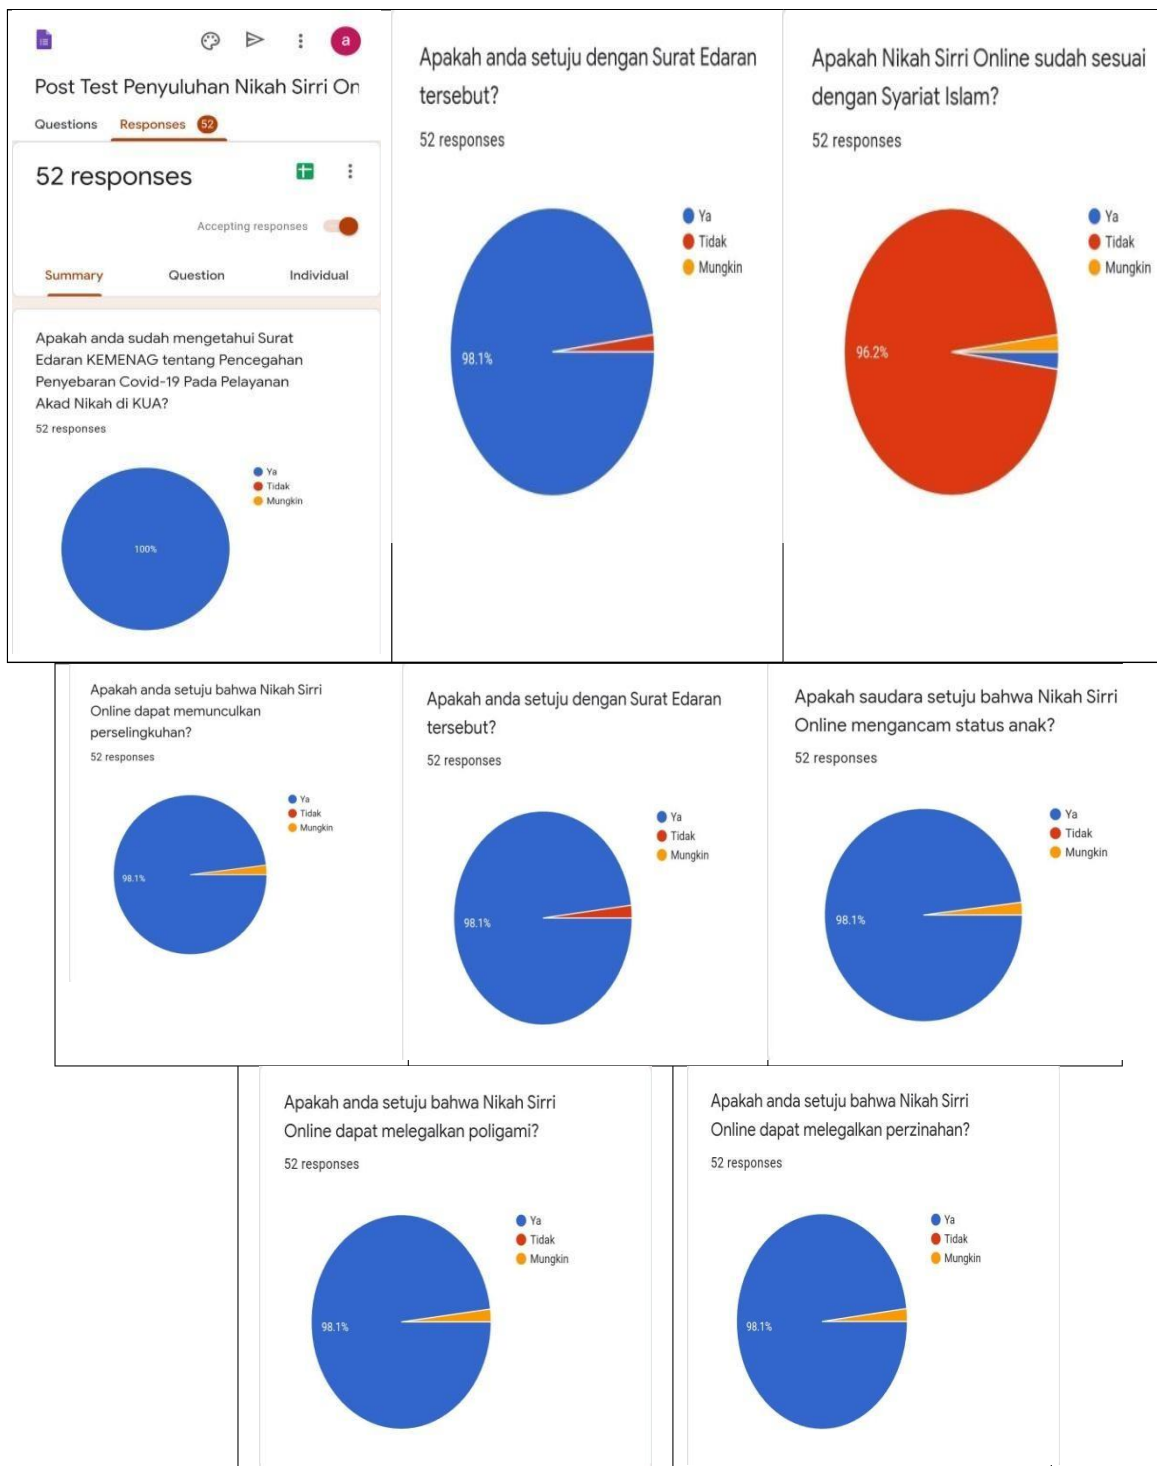 a
Post Test Penyuluhan Nikah Sirri On
Questions Responses 52
52 responses
Accepting responses
Summary Question Individual
Apakah anda sudah mengetahui Surat
Edaran KEMENAG tentang Pencegahan
Penyebaran Covid-19 Pada Pelayanan
Akad Nikah di KUA?
52 responses
Ya
Tidak
Mungkin
100%
Apakah anda setuju dengan Surat Edaran
tersebut?
52 responses
Ya
Tidak
Mungkin
98.1%
Apakah Nikah Sirri Online sudah sesuai
dengan Syariat Islam?
52 responses
Ya
Tidak
Mungkin
96.2%
Apakah anda setuju bahwa Nikah Sirri
Online dapat memunculkan
perselingkuhan?
52 responses
Ya
Tidak
Mungkin
98.1%
Apakah anda setuju dengan Surat Edaran
tersebut?
52 responses
Ya
Tidak
Mungkin
98.1%
Apakah saudara setuju bahwa Nikah Sirri
Online mengancam status anak?
52 responses
Ya
Tidak
Mungkin
98.1%
Apakah anda setuju bahwa Nikah Sirri
Online dapat melegalkan poligami?
52 responses
Ya
Tidak
Mungkin
98.1%
Apakah anda setuju bahwa Nikah Sirri
Online dapat melegalkan perzinahan?
52 responses
Ya
Tidak
Mungkin
98.1%